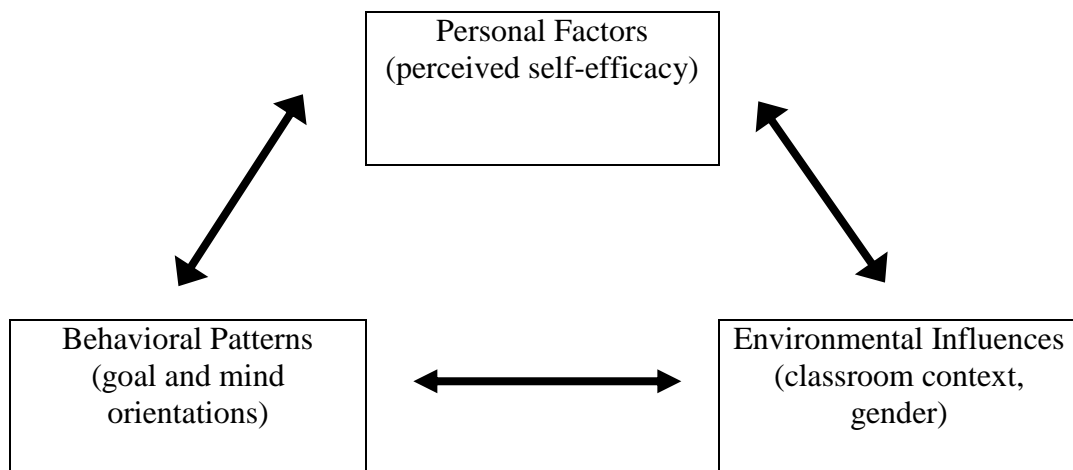 Personal Factors
(perceived self-efficacy)
Behavioral Patterns
(goal and mind
orientations)
Environmental Influences
(classroom context,
gender)